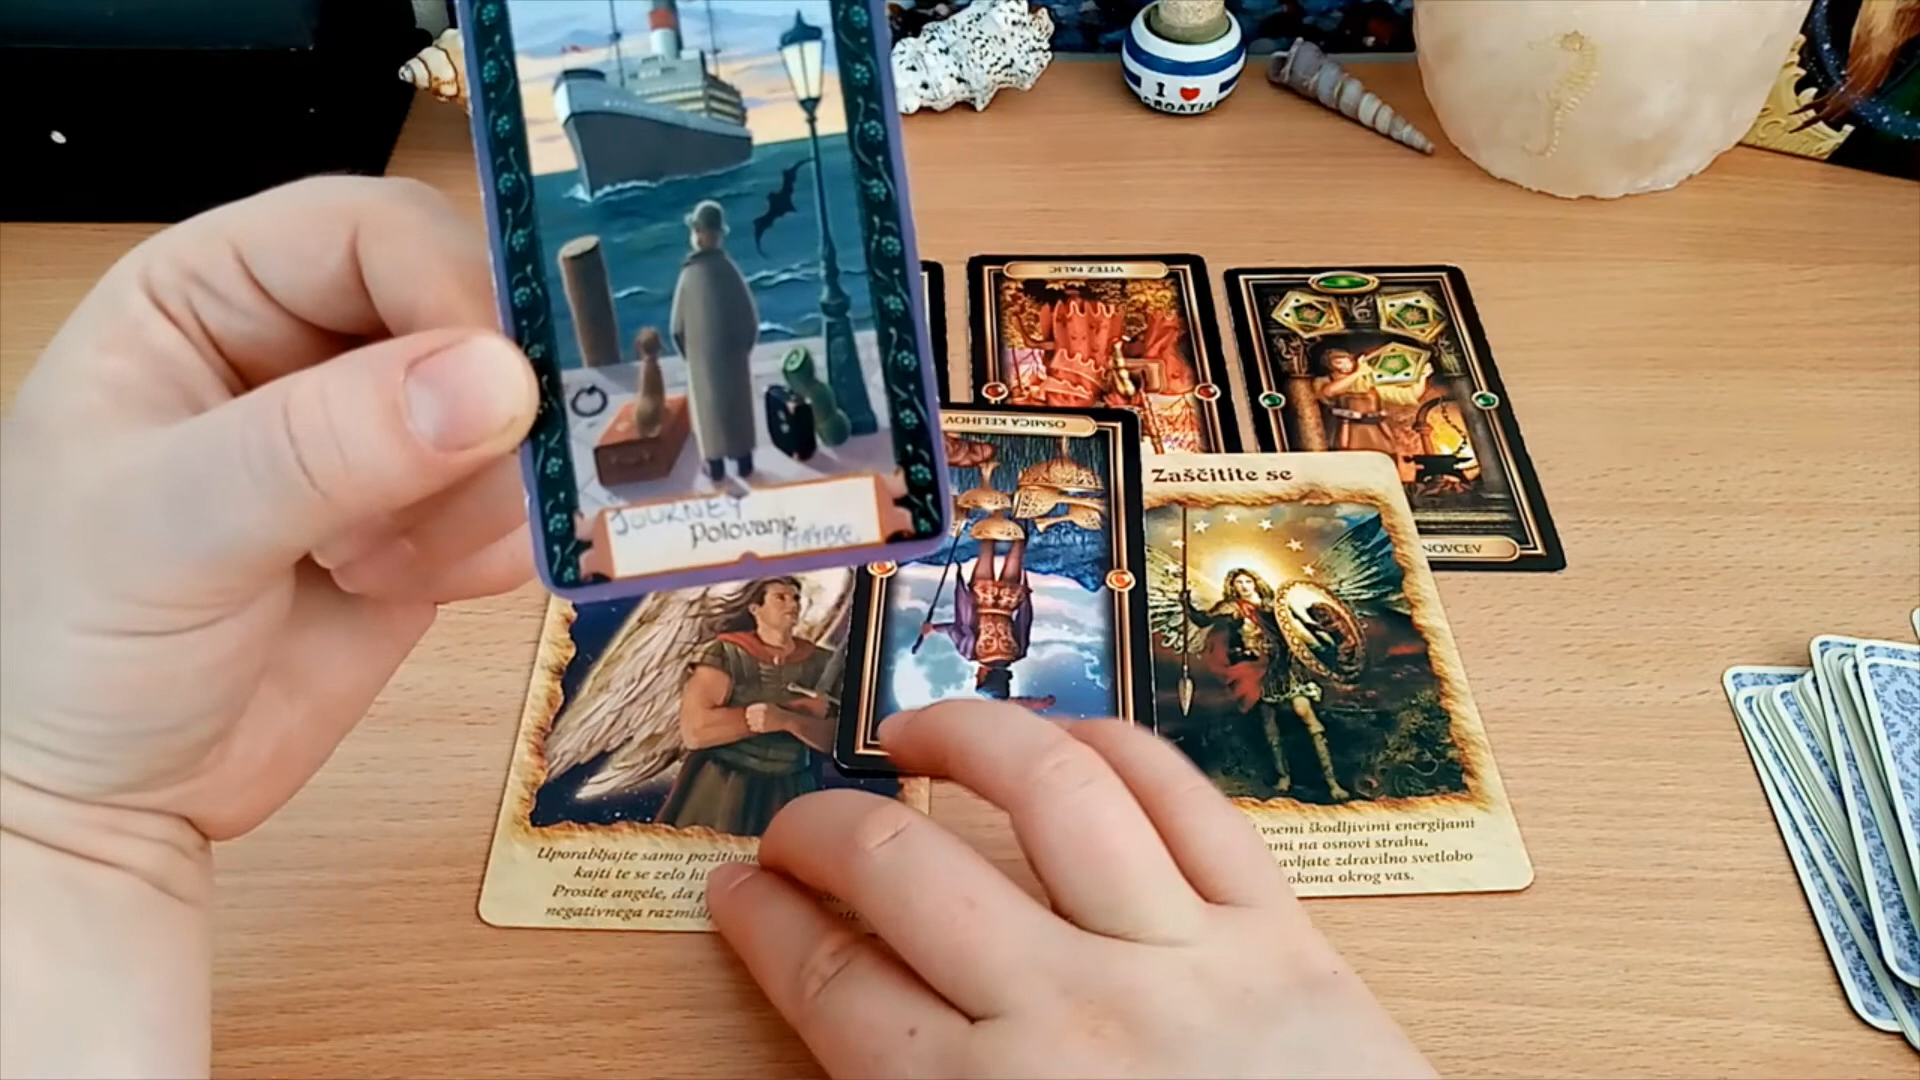 I ♥
CROATIA
VITEZ PALIC
OSMICA KELIHOV
Zaščitite se
NOVCEV
JOURNEY
Potovanje
Uporabljajte samo pozitivne
kajti te se zelo hi
Prosite angele, da p
negativnega razmišl
vsemi škodljivimi energijami
ami na osnovi strahu,
avljate zdravilno svetlobo
okona okrog vas.